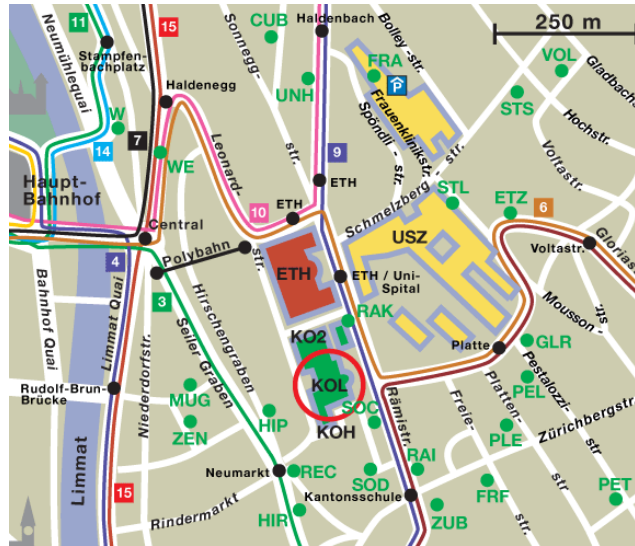 11
15
CUB
Haldenbach
Bolley-str.
250 m
Neumühlequai
Stampfen-
bachplatz
Sonnegg-
str.
FRA
P
VOL
Gladbach
UNH
Haldenegg
STS
Hochstr.
Frauenklinikstr.
Spöndli-
str.
W
7
14
WE
9
Voltastr.
Leonard-
str.
Haupt-
Bahnhof
ETH
10
ETH
Schmelzberg-
str.
STL
ETZ
6
Glorias
Central
USZ
Voltastr.
4
Polybahn
ETH
ETH / Uni-
Spital
3
Bahnhof Quai
Limmat Quai
Niederdorfstr.
Seiler Graben
Hirschengraben
RAK
KO2
Mousson-
str.
Platte
GLR
KOL
PEL
Pestalozzi-
str
Rudolf-Brun-
Brücke
MUG
SOC
HIP
KOH
Rämistr.
Freie-
str.
Platten-
str.
Zürichbergstr.
ZEN
PLE
Limmat
Neumarkt
REC
SOD
RAI
15
Rindermarkt
Kantonsschule
FRF
PET
HIR
ZUB